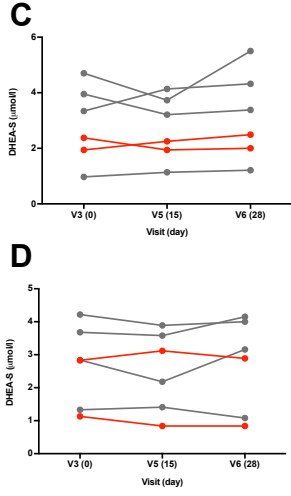 C
DHEA-S (µmol/l)
6
4
2
0
V3 (0) V5 (15) V6 (28)
Visit (day)
D
DHEA-S (µmol/l)
5
4
3
2
1
0
V3 (0) V5 (15) V6 (28)
Visit (day)